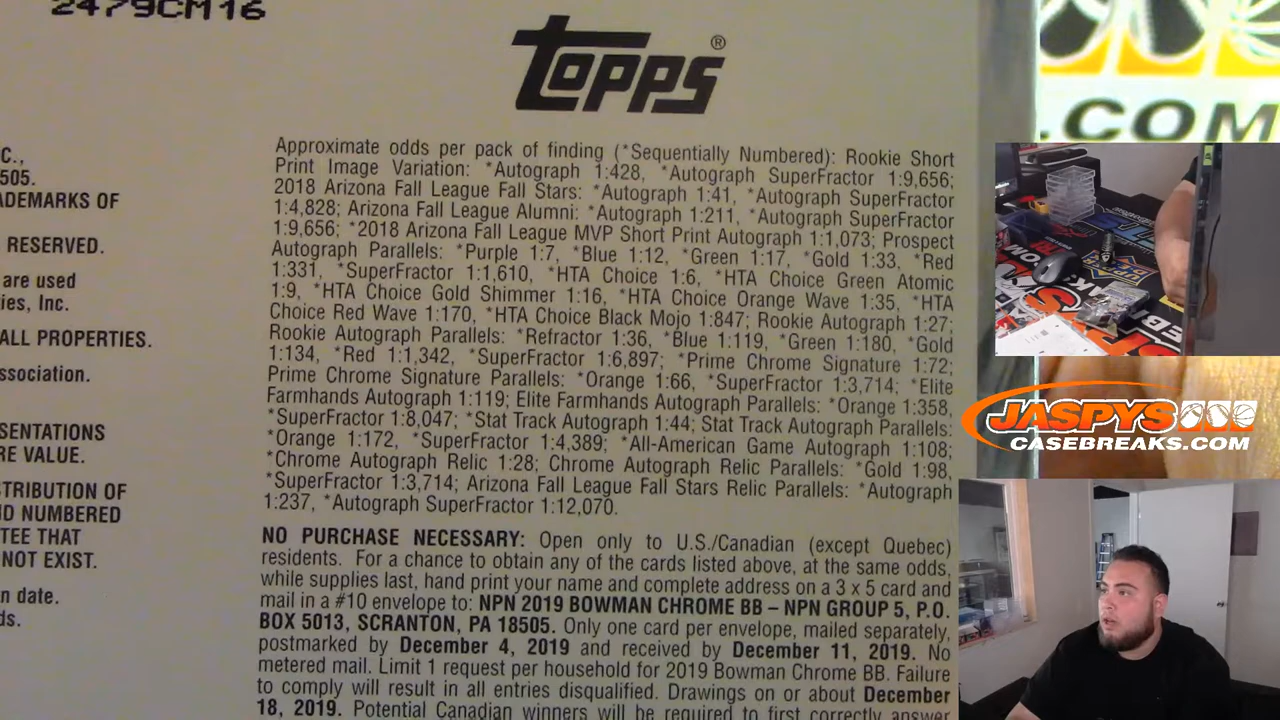 2479CM16
TOPPS®
C.,
505.
ADEMARKS OF
RESERVED.
are used
ies, Inc.
ALL PROPERTIES.
ssociation.
SENTATIONS
RE VALUE.
TRIBUTION OF
ID NUMBERED
TEE THAT
NOT EXIST.
n date.
ds.
Approximate odds per pack of finding (*Sequentially Numbered): Rookie Short
Print Image Variation: *Autograph 1:428, *Autograph SuperFractor 1:9,656;
2018 Arizona Fall League Fall Stars: *Autograph 1:41, *Autograph SuperFractor
1:4,828; Arizona Fall League Alumni: *Autograph 1:211, *Autograph SuperFractor
1:9,656; *2018 Arizona Fall League MVP Short Print Autograph 1:1,073; Prospect
Autograph Parallels: *Purple 1:7, *Blue 1:12, *Green 1:17, *Gold 1:33, *Red
1:331, *SuperFractor 1:1,610, *HTA Choice 1:6, *HTA Choice Green Atomic
1:9, *HTA Choice Gold Shimmer 1:16, *HTA Choice Orange Wave 1:35, *HTA
Choice Red Wave 1:170, *HTA Choice Black Mojo 1:847; Rookie Autograph 1:27;
Rookie Autograph Parallels: *Refractor 1:36, *Blue 1:119, *Green 1:180, *Gold
1:134, *Red 1:1,342, *SuperFractor 1:6,897; *Prime Chrome Signature 1:72;
Prime Chrome Signature Parallels: *Orange 1:66, *SuperFractor 1:3,714; *Elite
Farmhands Autograph 1:119; Elite Farmhands Autograph Parallels: *Orange 1:358,
*SuperFractor 1:8,047; *Stat Track Autograph 1:44; Stat Track Autograph Parallels:
*Orange 1:172, *SuperFractor 1:4,389; *All-American Game Autograph 1:108;
*Chrome Autograph Relic 1:28; Chrome Autograph Relic Parallels: *Gold 1:98,
*SuperFractor 1:3,714; Arizona Fall League Fall Stars Relic Parallels: *Autograph
1:237, *Autograph SuperFractor 1:12,070.
NO PURCHASE NECESSARY: Open only to U.S./Canadian (except Quebec)
residents. For a chance to obtain any of the cards listed above, at the same odds,
while supplies last, hand print your name and complete address on a 3 x 5 card and
mail in a #10 envelope to: NPN 2019 BOWMAN CHROME BB – NPN GROUP 5, P.O.
BOX 5013, SCRANTON, PA 18505. Only one card per envelope, mailed separately,
postmarked by December 4, 2019 and received by December 11, 2019. No
metered mail. Limit 1 request per household for 2019 Bowman Chrome BB. Failure
to comply will result in all entries disqualified. Drawings on or about December
18, 2019. Potential Canadian winners will be required to first correctly answer
.COM
JASPYS
CASEBREAKS.COM